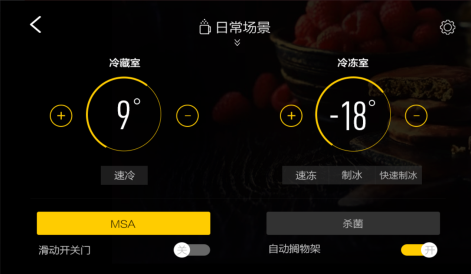 日常场景
冷藏室
冷冻室
+ 9° −
+ -18° −
速冷
速冻 制冰 快速制冰
MSA
杀菌
滑动开关门 关
自动搁物架 开